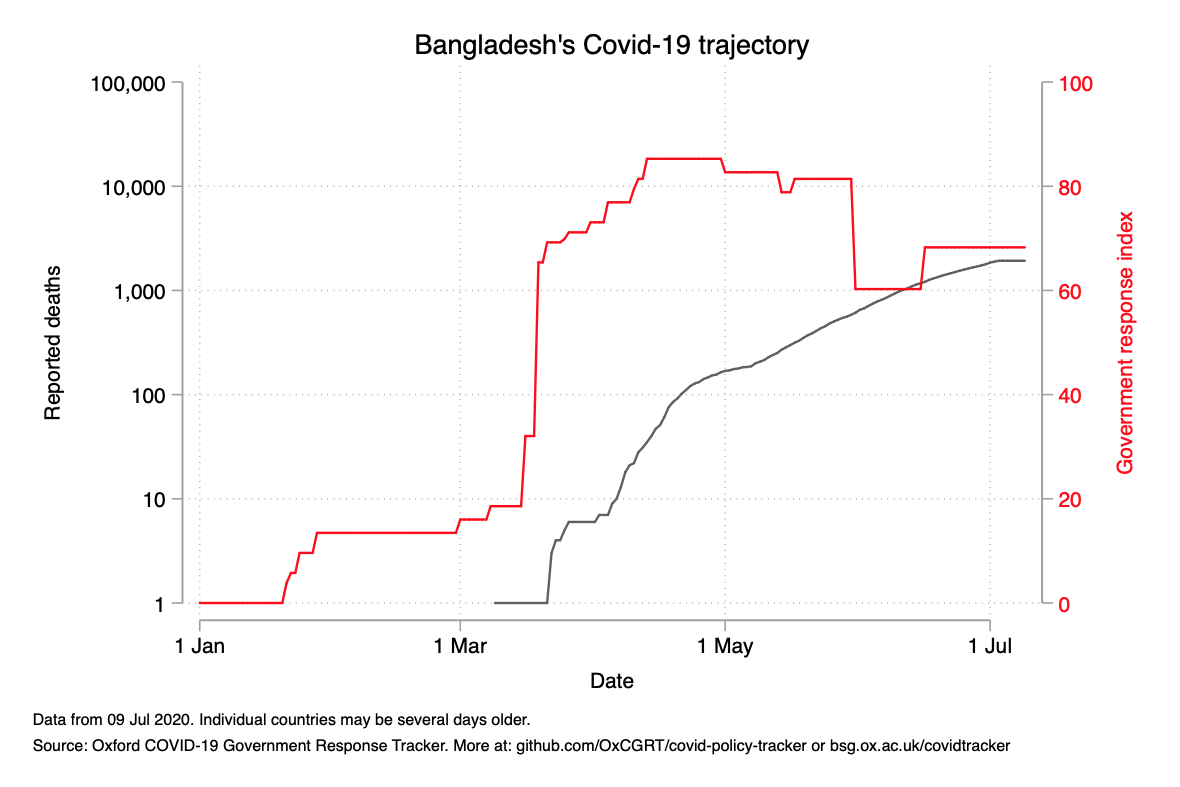 Bangladesh's Covid-19 trajectory
100,000
10,000
1,000
100
10
1
Reported deaths
100
80
60
40
20
0
Government response index
1 Jan
1 Mar
1 May
1 Jul
Date
Data from 09 Jul 2020. Individual countries may be several days older.
Source: Oxford COVID-19 Government Response Tracker. More at: github.com/OxCGRT/covid-policy-tracker or bsg.ox.ac.uk/covidtracker